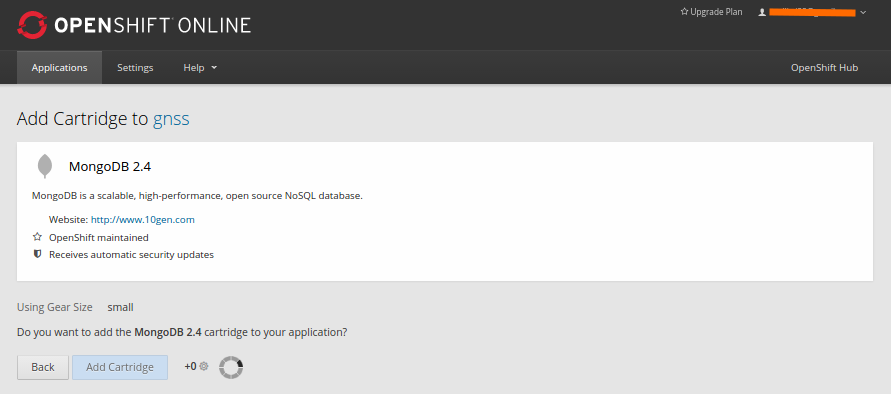 OPENSHIFT ONLINE
Upgrade Plan
Applications Settings Help OpenShift Hub
Add Cartridge to gnss
MongoDB 2.4
MongoDB is a scalable, high-performance, open source NoSQL database.
Website: http://www.10gen.com
OpenShift maintained
Receives automatic security updates
Using Gear Size small
Do you want to add the MongoDB 2.4 cartridge to your application?
Back Add Cartridge +0